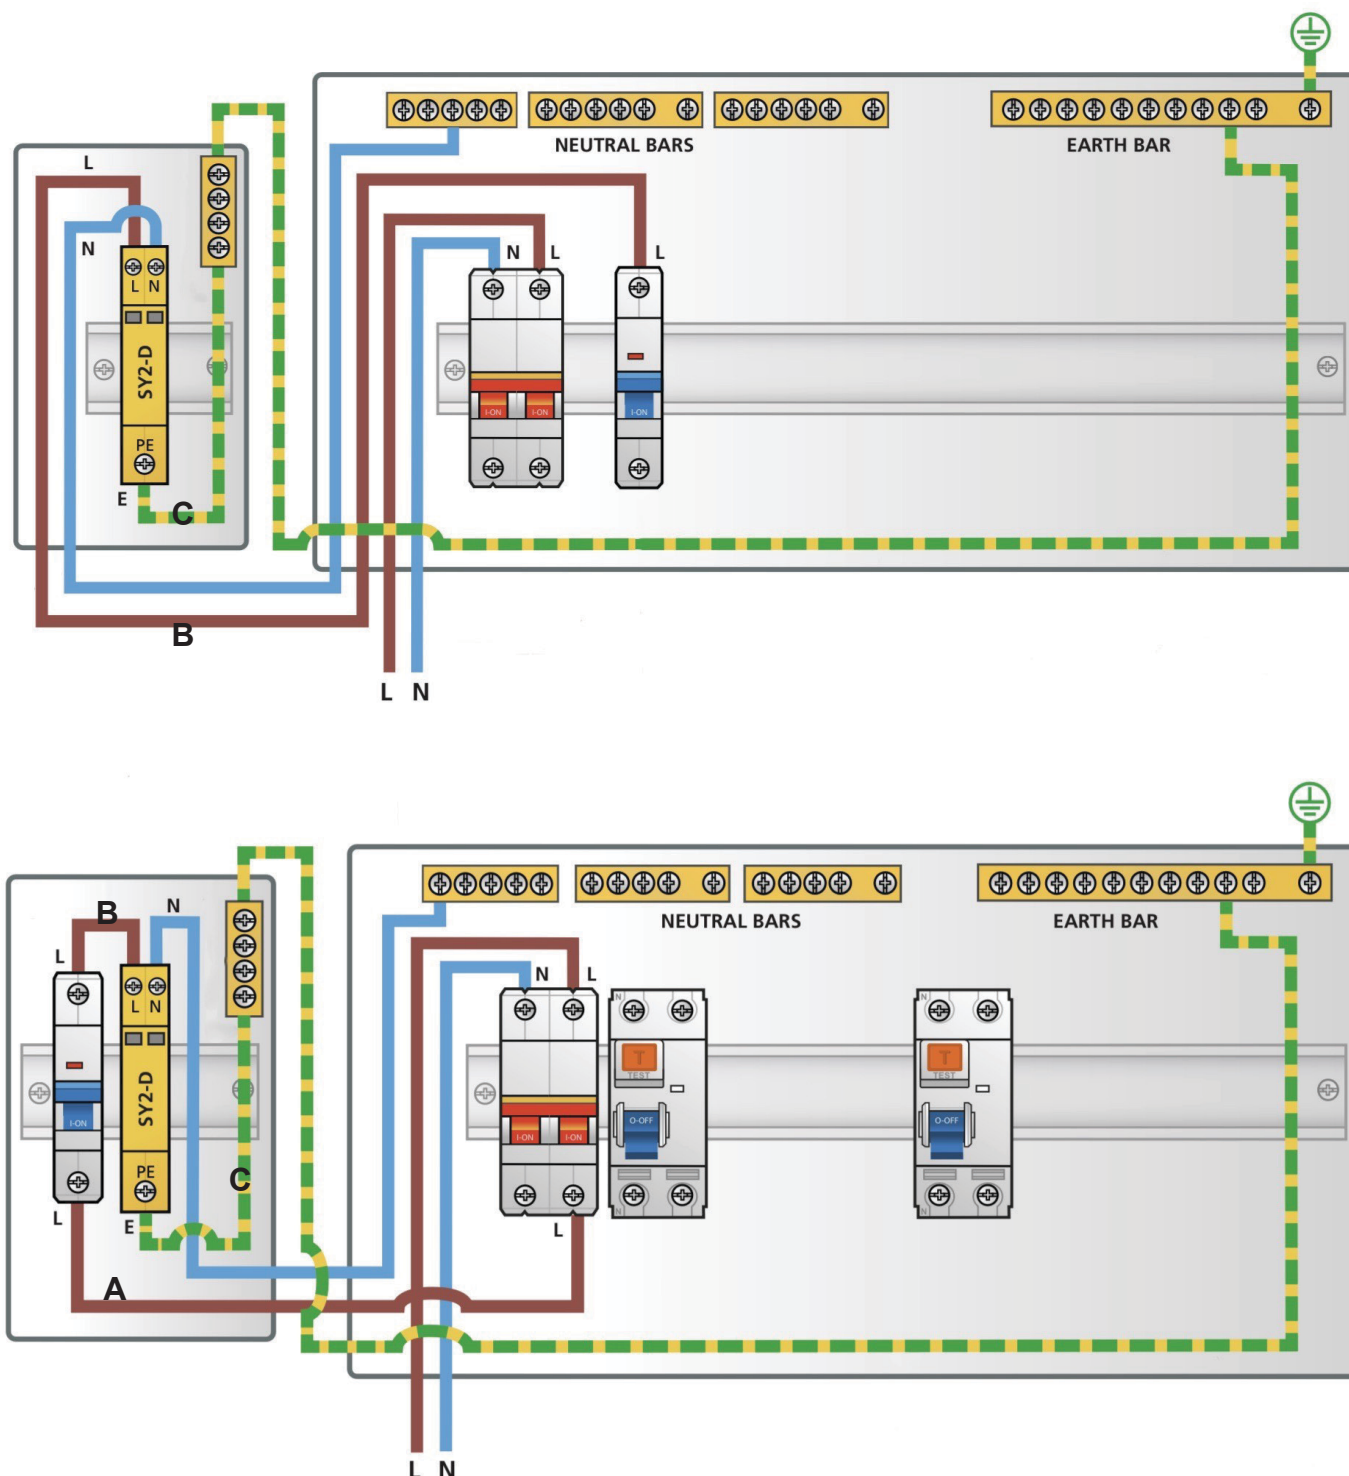 NEUTRAL BARS
EARTH BAR
L
N
N L
L
L N
SY2-D
I-ON I-ON
I-ON
PE
E
C
B
L N
NEUTRAL BARS
EARTH BAR
B
N
L
N L
L N
N
N
T
TEST
T
TEST
SY2-D
I-ON
I-ON I-ON
O-OFF
O-OFF
PE
C
L
E
N
N
L
A
L N